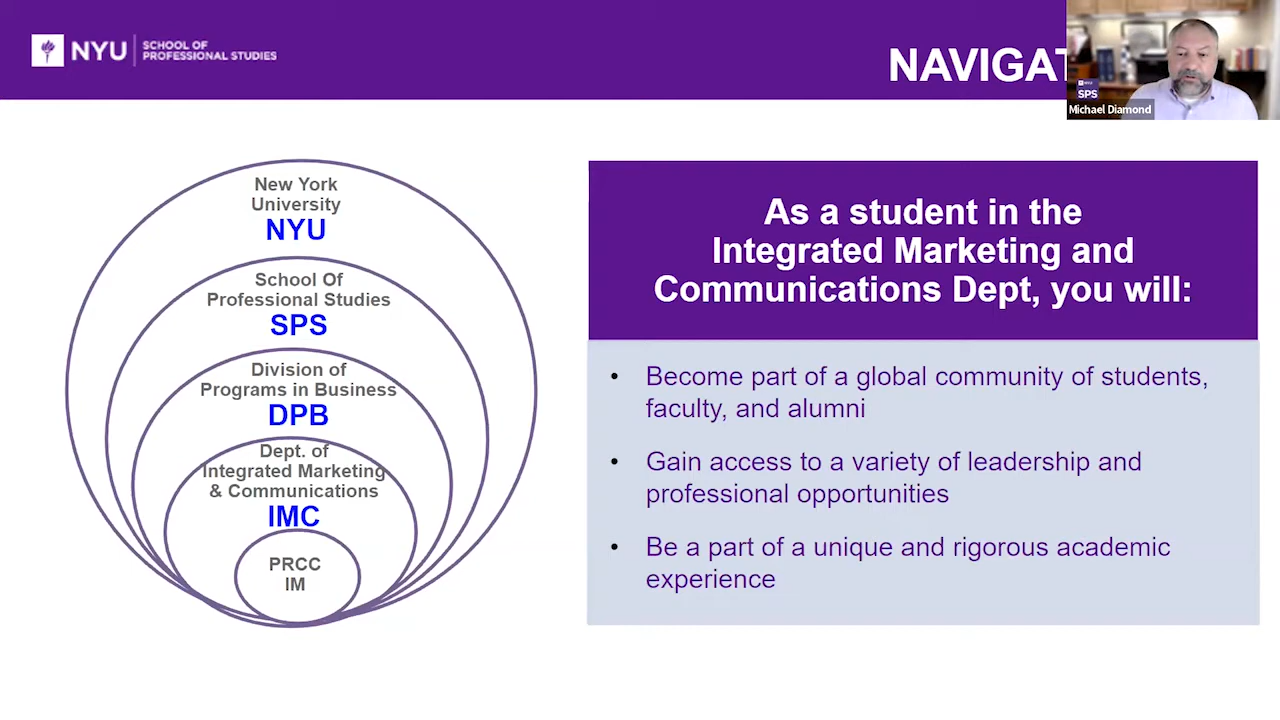 NYU
SCHOOL OF
PROFESSIONAL STUDIES
SPS
Michael Diamond
New York
University
NYU
School Of
Professional Studies
SPS
Division of
Programs in Business
DPB
Dept. of
Integrated Marketing
& Communications
IMC
PRCC
IM
As a student in the
Integrated Marketing and
Communications Dept, you will:
• Become part of a global community of students,
faculty, and alumni
• Gain access to a variety of leadership and
professional opportunities
• Be a part of a unique and rigorous academic
experience